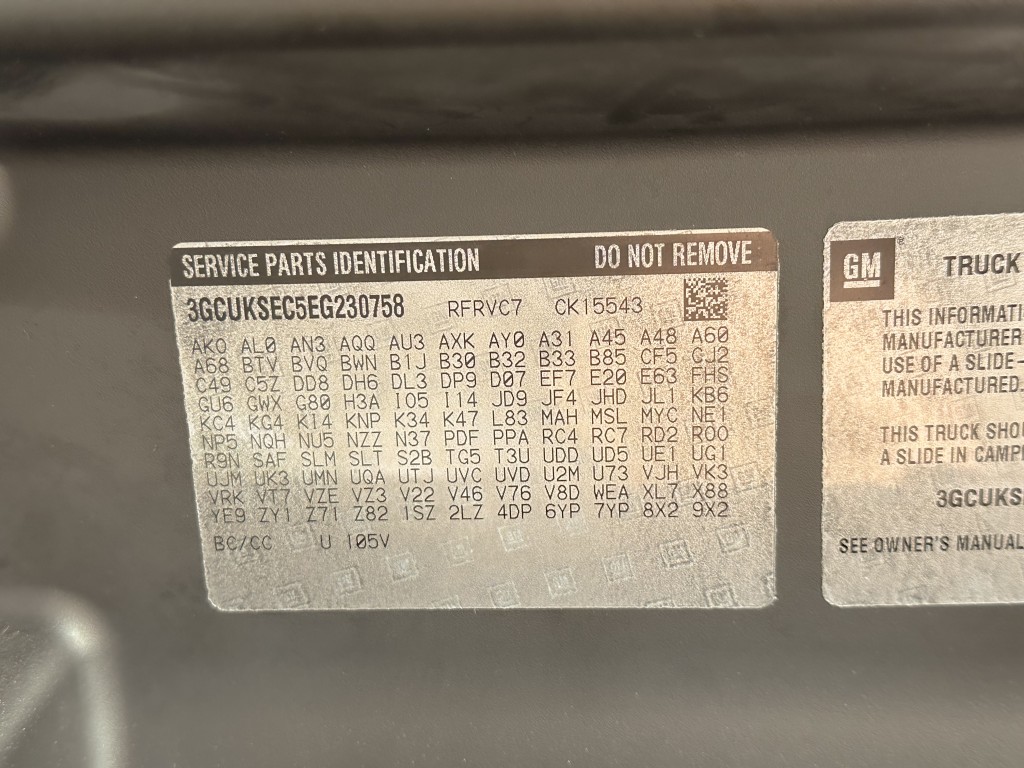 SERVICE PARTS IDENTIFICATION DO NOT REMOVE
3GCUKSEC5EG230758 RFRVC7 CK15543
AKO AL0 AN3 AQQ AU3 AXK AY0 A31 A45 A48 A60
A68 BTV BVQ BWN B1J B30 B32 B33 B85 CF5 CJ2
C49 C5Z DD8 DH6 DL3 DP9 D07 EF7 E20 E63 FHS
GU6 GWX G80 H3A I05 I14 JD9 JF4 JHD JL1 KB6
KC4 KG4 K14 KNP K34 K47 L83 MAH MSL MYC NE1
NP5 NQH NU5 NZZ N37 PDF PPA RC4 RC7 RD2 R00
R9N SAF SLM SLT S2B TG5 T3U UDD UD5 UE1 UG1
UJM UK3 UMN UQA UTJ UVC UVD U2M U73 VJH VK3
VRK VT7 VZE VZ3 V22 V46 V76 V8D WEA XL7 X88
YE9 ZY1 Z71 Z82 1SZ 2LZ 4DP 6YP 7YP 8X2 9X2
BC/CC U I05V
GM TRUCK
THIS INFORMATI
MANUFACTURER
USE OF A SLIDE-
MANUFACTURED.
THIS TRUCK SHO
A SLIDE IN CAMP
3GCUKS
SEE OWNER'S MANUAL